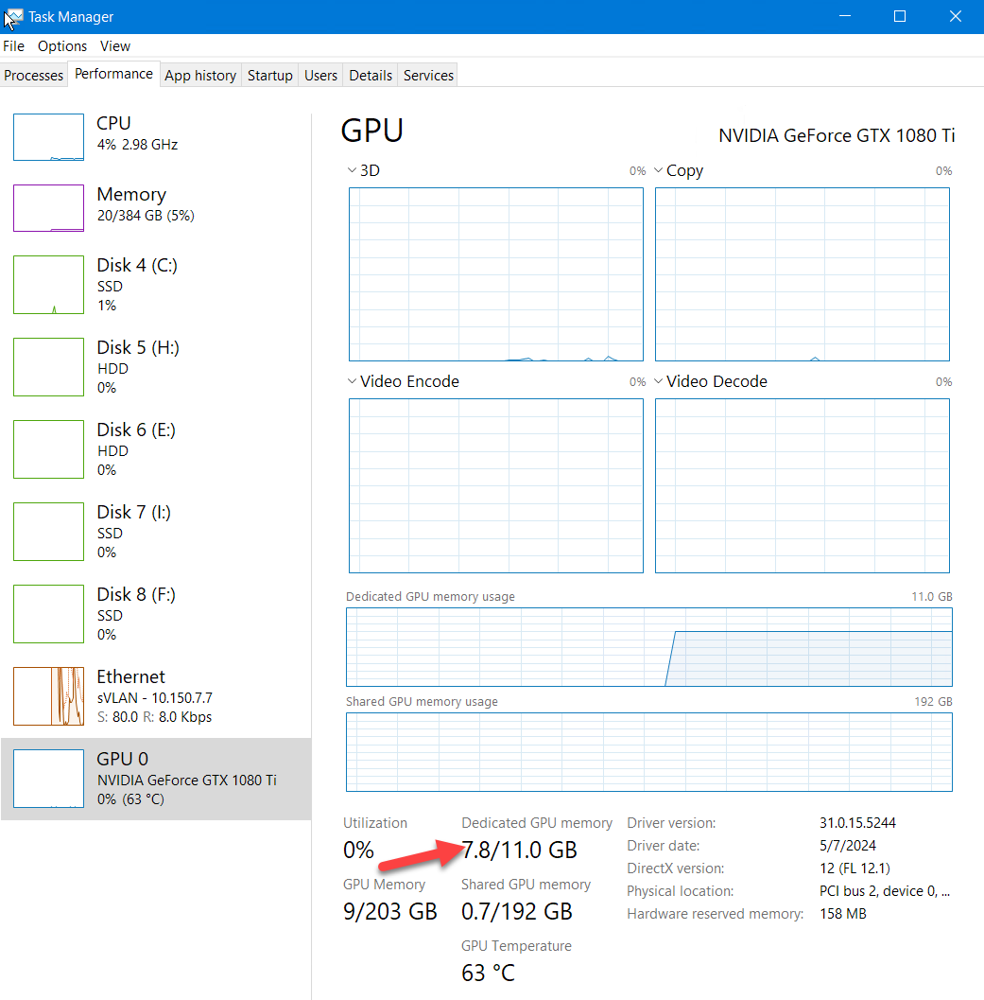 Task Manager
File Options View
Processes Performance App history Startup Users Details Services
CPU
4% 2.98 GHz
Memory
20/384 GB (5%)
Disk 4 (C:)
SSD
1%
Disk 5 (H:)
HDD
0%
Disk 6 (E:)
HDD
0%
Disk 7 (I:)
SSD
0%
Disk 8 (F:)
SSD
0%
Ethernet
sVLAN - 10.150.7.7
S: 80.0 R: 8.0 Kbps
GPU 0
NVIDIA GeForce GTX 1080 Ti
0% (63 °C)
GPU NVIDIA GeForce GTX 1080 Ti
3D 0% Copy 0%
Video Encode 0% Video Decode 0%
Dedicated GPU memory usage 11.0 GB
Shared GPU memory usage 192 GB
Utilization
0%
GPU Memory
9/203 GB
Dedicated GPU memory
7.8/11.0 GB
Shared GPU memory
0.7/192 GB
GPU Temperature
63 °C
Driver version: 31.0.15.5244
Driver date: 5/7/2024
DirectX version: 12 (FL 12.1)
Physical location: PCI bus 2, device 0, ...
Hardware reserved memory: 158 MB